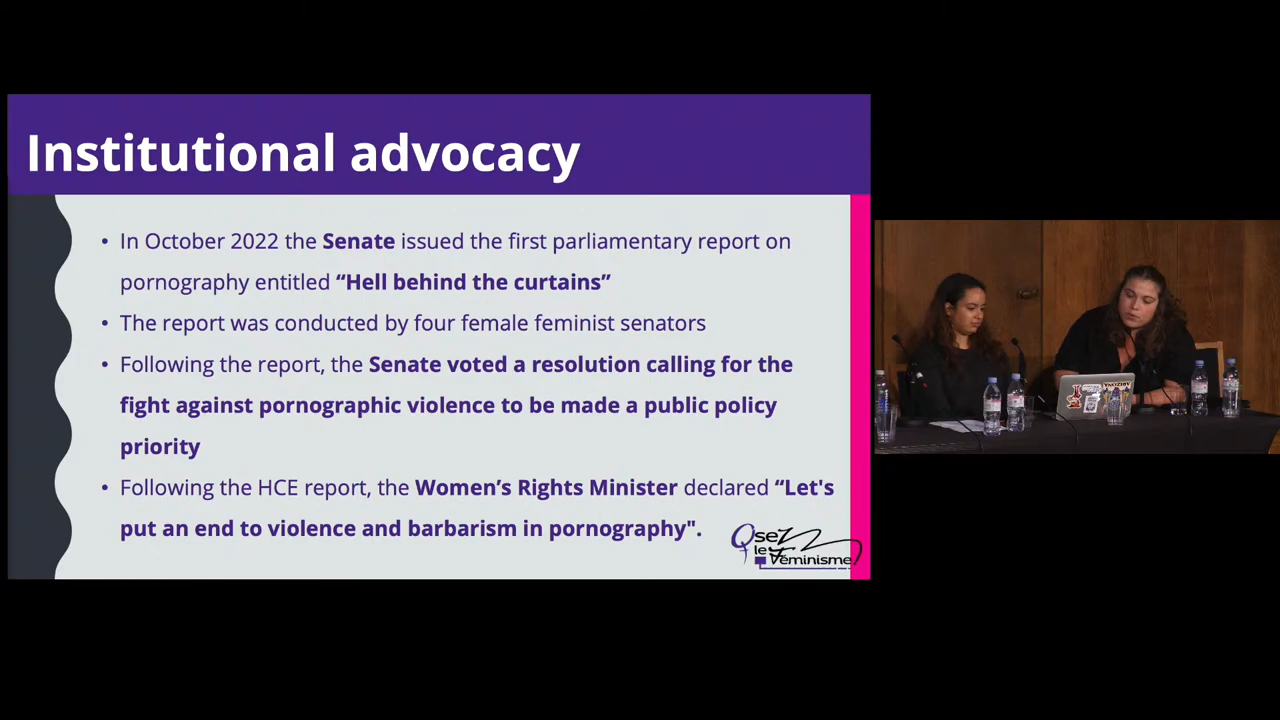 Institutional advocacy
• In October 2022 the Senate issued the first parliamentary report on
pornography entitled “Hell behind the curtains”
• The report was conducted by four female feminist senators
• Following the report, the Senate voted a resolution calling for the
fight against pornographic violence to be made a public policy
priority
• Following the HCE report, the Women’s Rights Minister declared “Let's
put an end to violence and barbarism in pornography".
Osez
le Féminisme